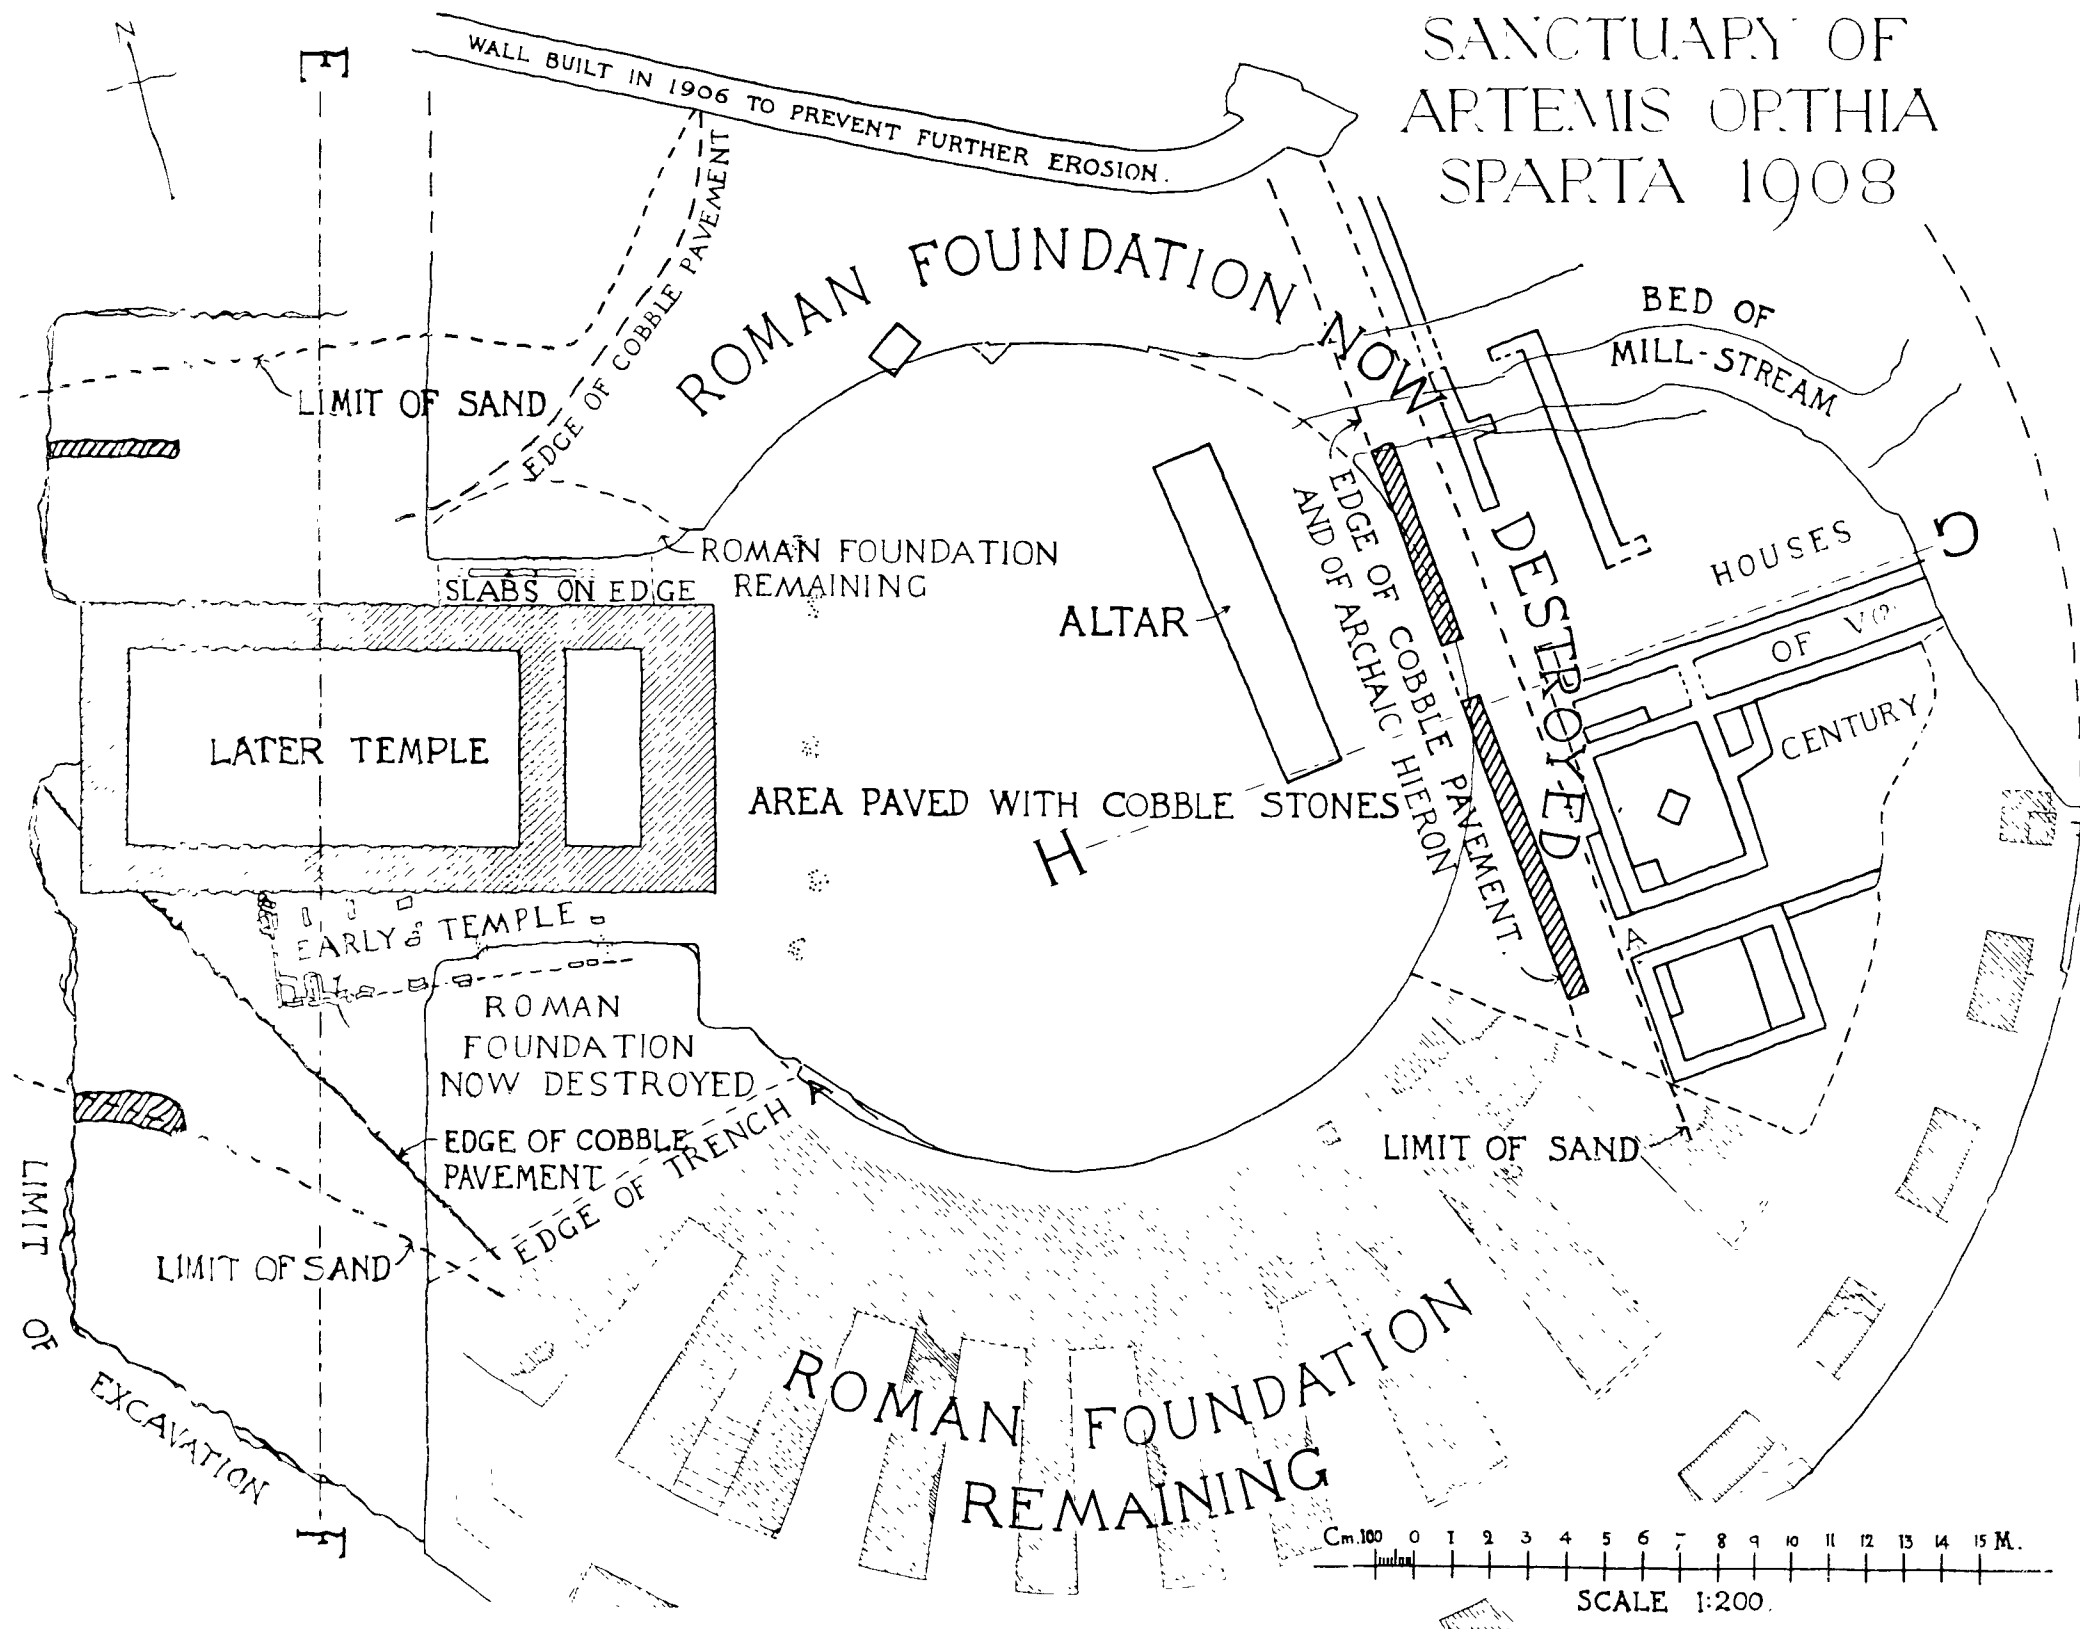 SANCTUARY OF
ARTEMIS ORTHIA
SPARTA 1908
N
WALL BUILT IN 1906 TO PREVENT FURTHER EROSION.
EDGE OF COBBLE PAVEMENT
ROMAN FOUNDATION NOW DESTROYED
BED OF
MILL-STREAM
LIMIT OF SAND
ROMAN FOUNDATION
REMAINING
SLABS ON EDGE
ALTAR
EDGE OF COBBLE PAVEMENT.
AND OF ARCHAIC HIERON
HOUSES
OF
CENTURY
G
LATER TEMPLE
AREA PAVED WITH COBBLE STONES
H
EARLY TEMPLE
A
ROMAN
FOUNDATION
NOW DESTROYED
A
EDGE OF COBBLE
PAVEMENT
EDGE OF TRENCH
LIMIT OF SAND
LIMIT OF SAND
LIMIT OF EXCAVATION
ROMAN FOUNDATION
REMAINING
Cm.100 0 1 2 3 4 5 6 7 8 9 10 11 12 13 14 15 M.
SCALE 1:200.